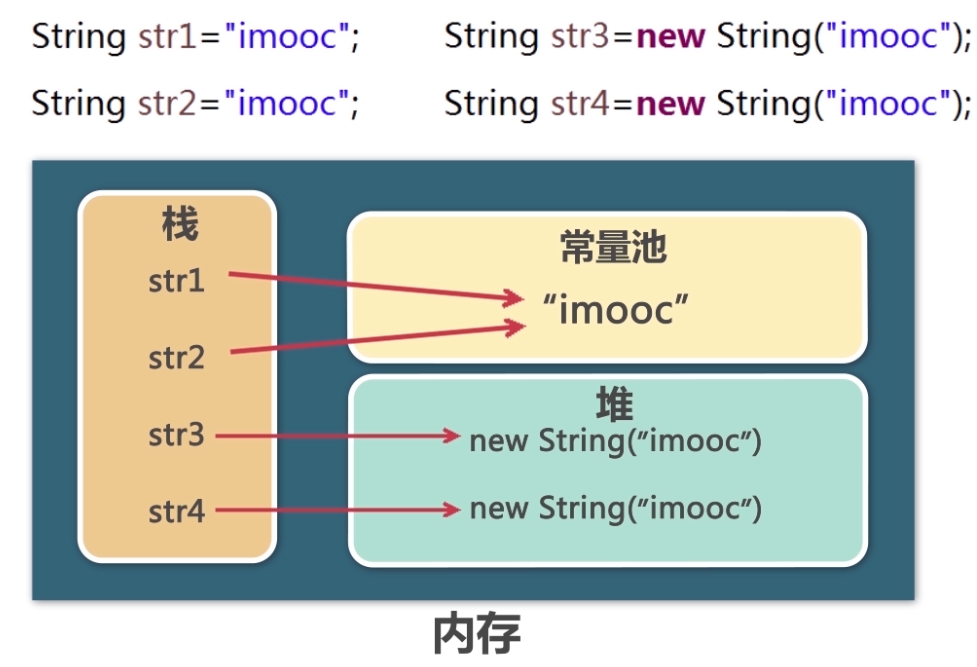 String str1="imooc";
String str3=new String("imooc");
String str2="imooc";
String str4=new String("imooc");
栈
str1
str2
str3
str4
常量池
“imooc”
堆
new String(”imooc”)
new String(”imooc”)
内存